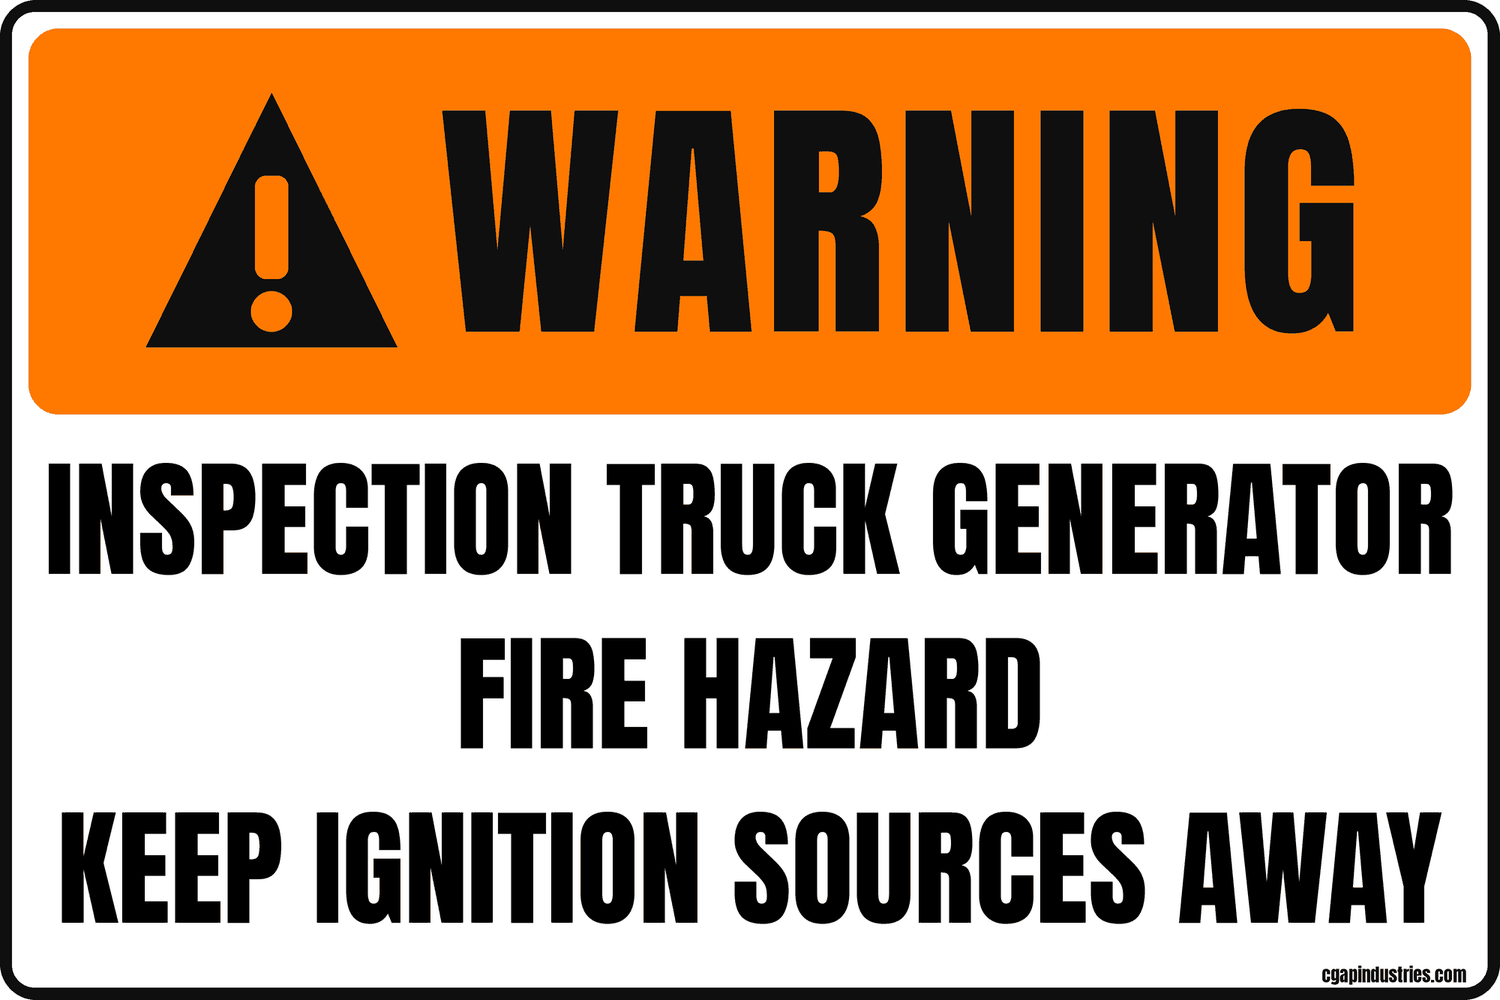 WARNING
INSPECTION TRUCK GENERATOR
FIRE HAZARD
KEEP IGNITION SOURCES AWAY
cgapindustries.com